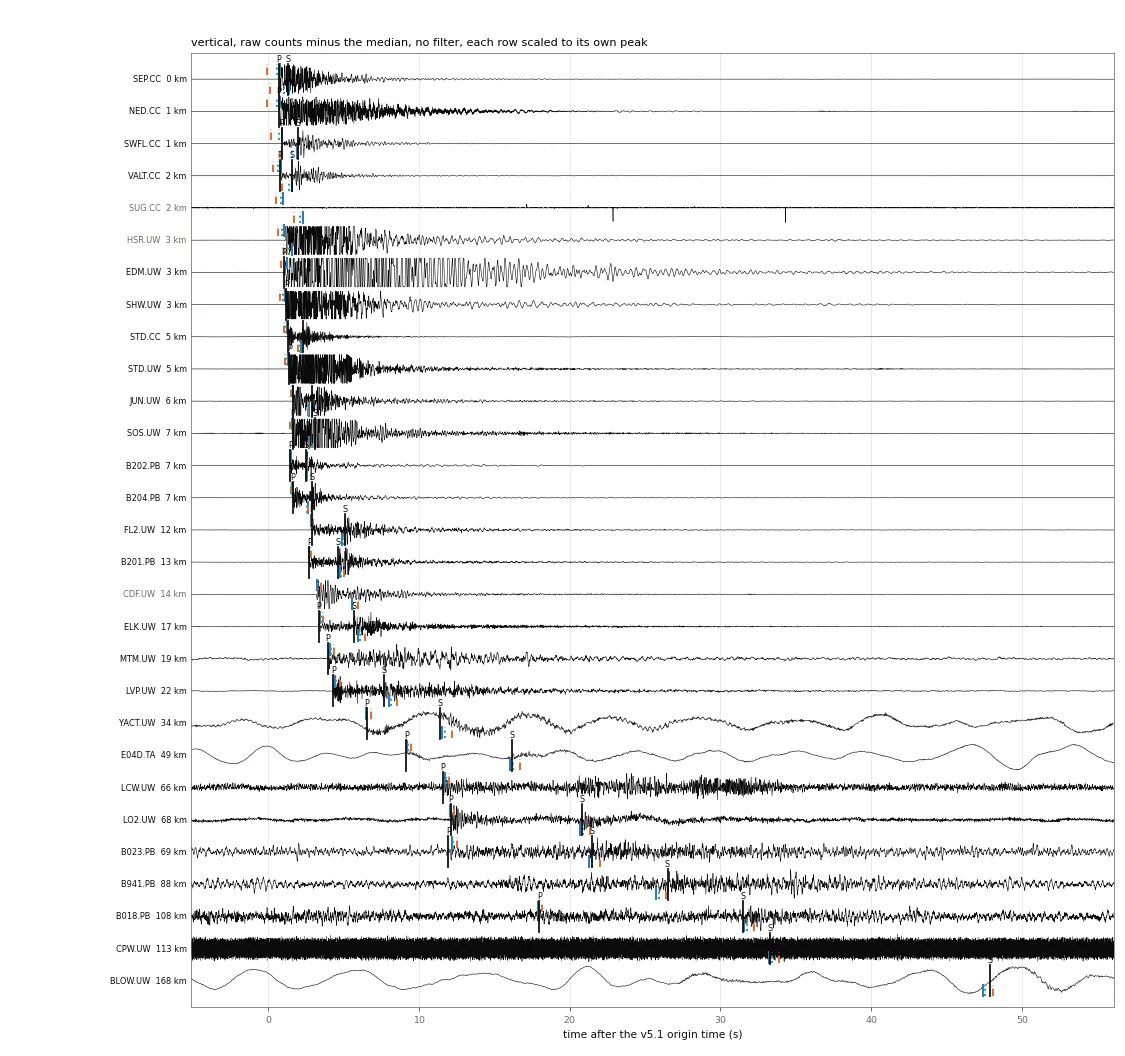 vertical, raw counts minus the median, no filter, each row scaled to its own peak
P S
SEP.CC 0 km
NED.CC 1 km
SWFL.CC 1 km
VALT.CC 2 km
SUG.CC 2 km
HSR.UW 3 km
EDM.UW 3 km
SHW.UW 3 km
STD.CC 5 km
STD.UW 5 km
JUN.UW 6 km
SOS.UW 7 km
B202.PB 7 km
B204.PB 7 km
S
FL2.UW 12 km
B201.PB 13 km
CDF.UW 14 km
ELK.UW 17 km
P
MTM.UW 19 km
P S
LVP.UW 22 km
P S
YACT.UW 34 km
P S
E04D.TA 49 km
P
LCW.UW 66 km
P S
LO2.UW 68 km
B023.PB 69 km
S
B941.PB 88 km
P S
B018.PB 108 km
S
CPW.UW 113 km
S
BLOW.UW 168 km
0 10 20 30 40 50
time after the v5.1 origin time (s)